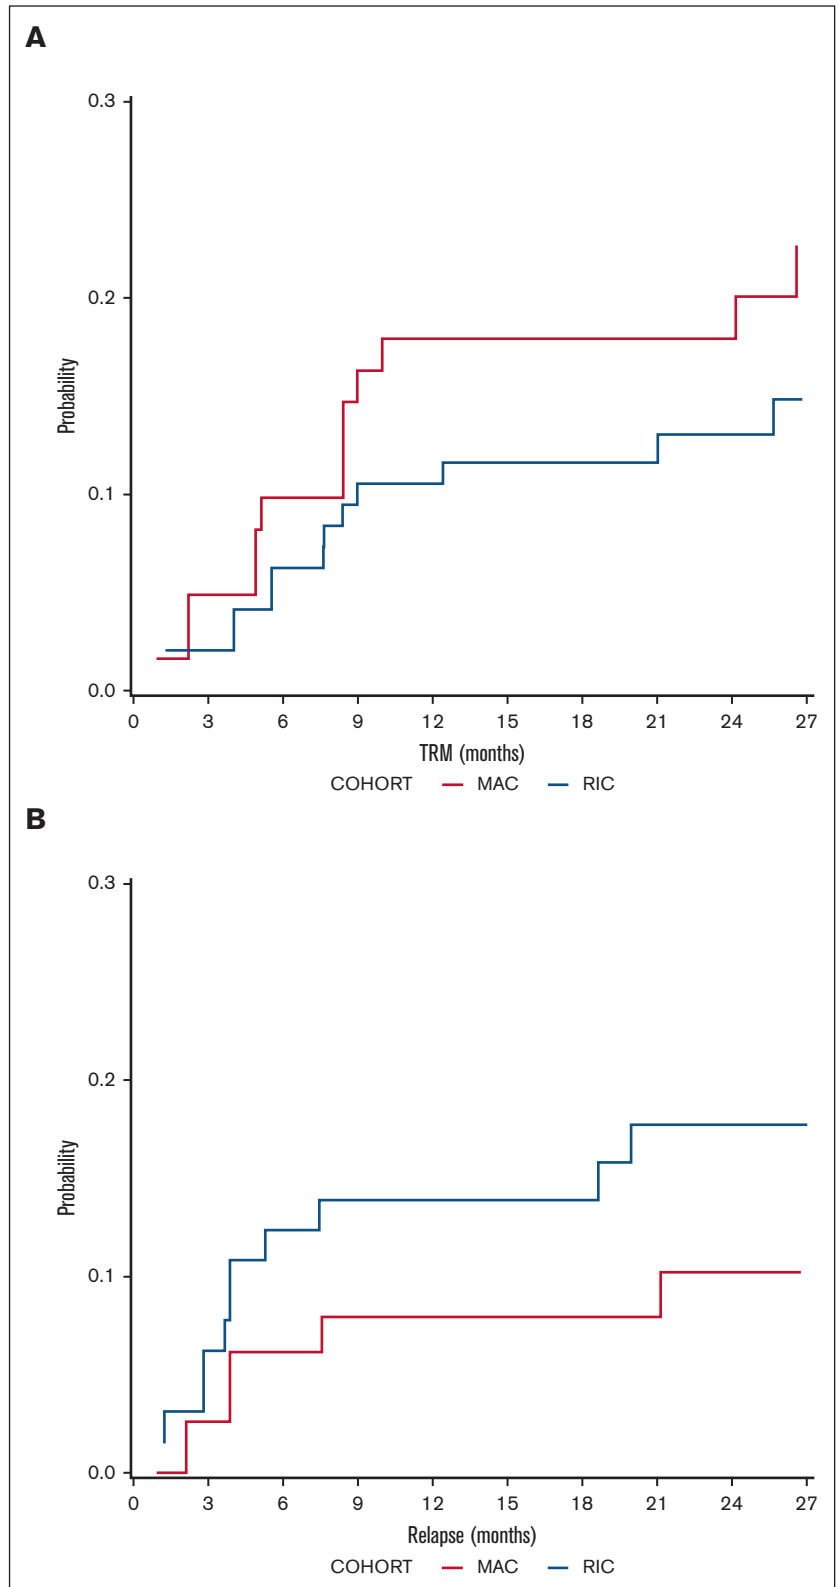 A
0.3
0.2
0.1
0.0
Probability
0 3 6 9 12 15 18 21 24 27
TRM (months)
COHORT MAC RIC
B
0.3
0.2
0.1
0.0
Probability
0 3 6 9 12 15 18 21 24 27
Relapse (months)
COHORT MAC RIC